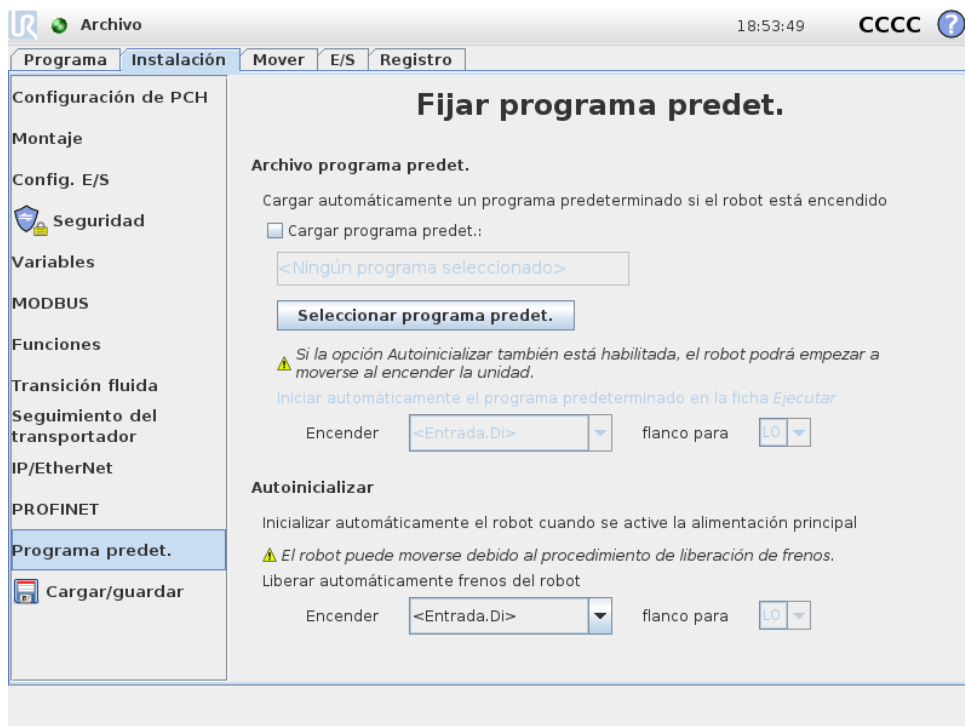 UR Archivo 18:53:49 CCCC ?
Programa Instalación Mover E/S Registro
Configuración de PCH
Montaje
Config. E/S
Seguridad
Variables
MODBUS
Funciones
Transición fluida
Seguimiento del
transportador
IP/EtherNet
PROFINET
Programa predet.
Cargar/guardar
Fijar programa predet.
Archivo programa predet.
Cargar automáticamente un programa predeterminado si el robot está encendido
Cargar programa predet.:
<Ningún programa seleccionado>
Seleccionar programa predet.
Si la opción Autoinicializar también está habilitada, el robot podrá empezar a
moverse al encender la unidad.
Iniciar automáticamente el programa predeterminado en la ficha Ejecutar
Encender <Entrada.Di> flanco para LO
Autoinicializar
Inicializar automáticamente el robot cuando se active la alimentación principal
El robot puede moverse debido al procedimiento de liberación de frenos.
Liberar automáticamente frenos del robot
Encender <Entrada.Di> flanco para LO